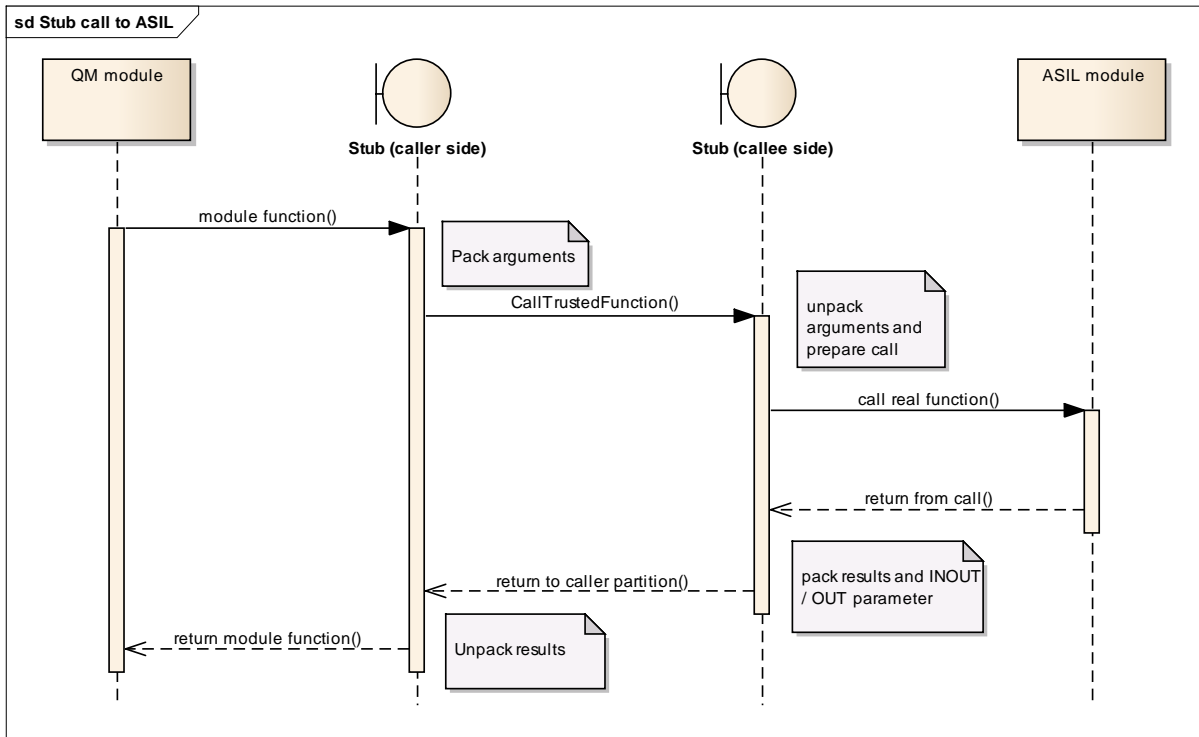 sd Stub call to ASIL
QM module
Stub (caller side)
Stub (callee side)
ASIL module
module function()
Pack arguments
CallTrustedFunction()
unpack
arguments and
prepare call
call real function()
return from call()
pack results and INOUT
/ OUT parameter
return to caller partition()
Unpack results
return module function()